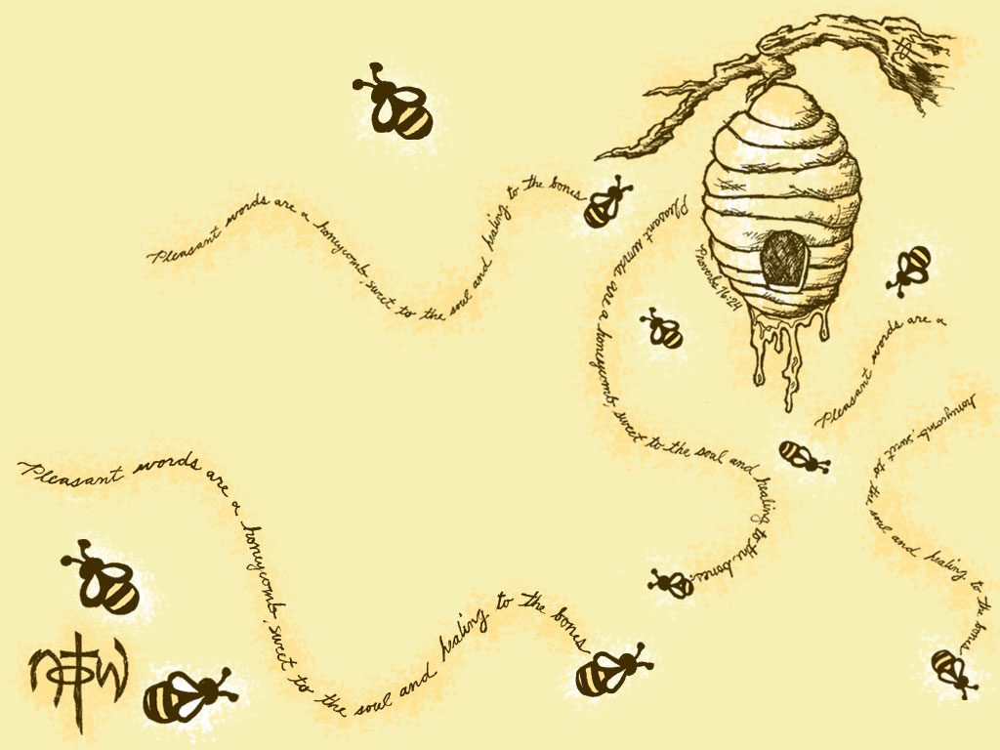 Pleasant words are a honeycomb, sweet to the soul and healing to the bones
Pleasant words are a honeycomb, sweet to the soul and healing to the bones.
Proverbs 16:24
Pleasant words are a
honeycomb, sweet to the soul and healing to the bones
Pleasant words are a honeycomb, sweet to the soul and healing to the bones